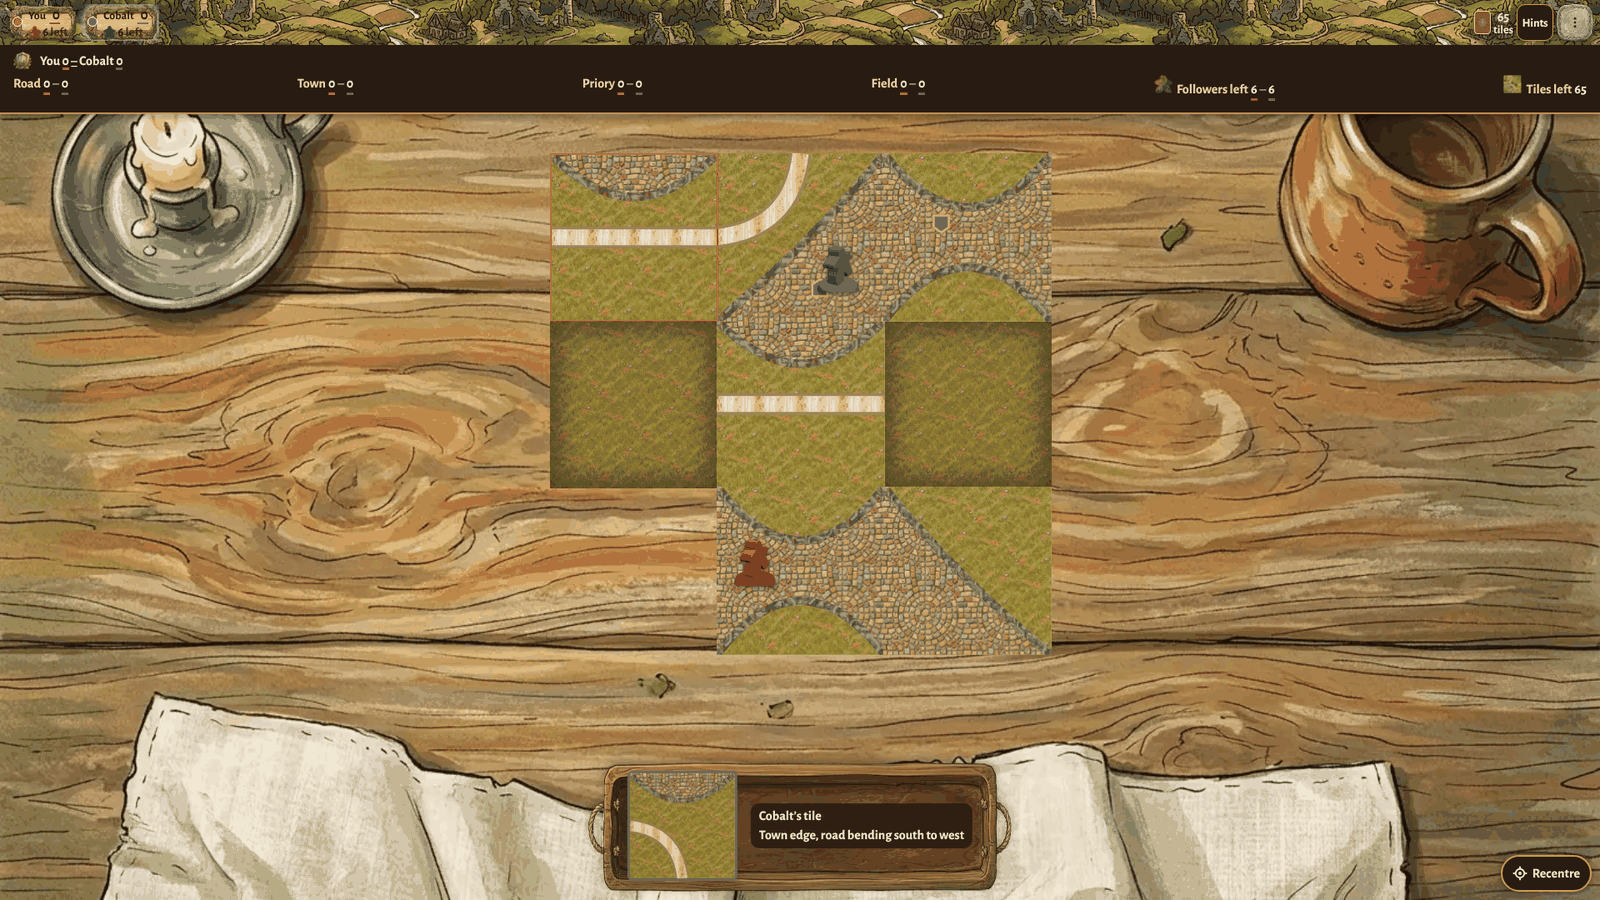 You 0
6 left
Cobalt 0
6 left
65 tiles
Hints
You 0 – Cobalt 0
Road 0 – 0
Town 0 – 0
Priory 0 – 0
Field 0 – 0
Followers left 6 – 6
Tiles left 65
Cobalt's tile
Town edge, road bending south to west
Recentre